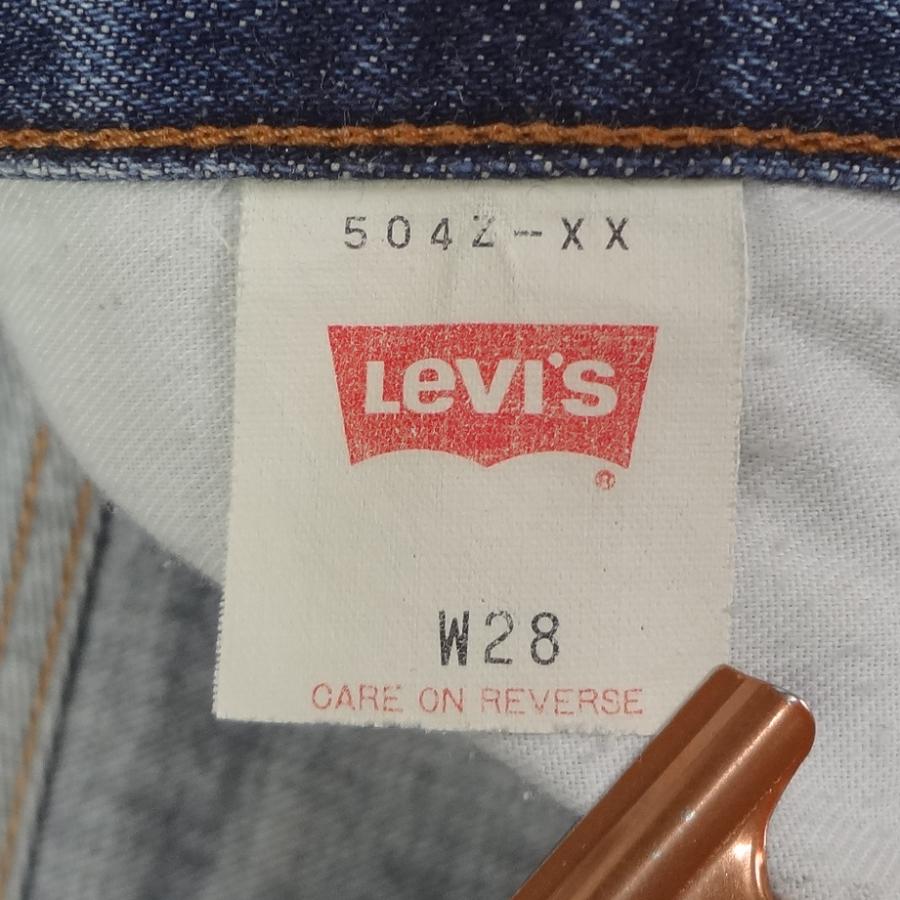 504Z-XX
LEVI'S
®
W28
CARE ON REVERSE